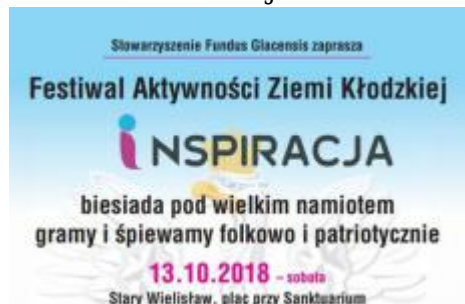 Stowarzyszenie Fundus Glacensis zaprasza
Festiwal Aktywności Ziemi Kłodzkiej
iNSPIRACJA
biesiada pod wielkim namiotem
gramy i śpiewamy folkowo i patriotycznie
13.10.2018 - sobota
Stary Wielisław, plac przy Sanktuarium